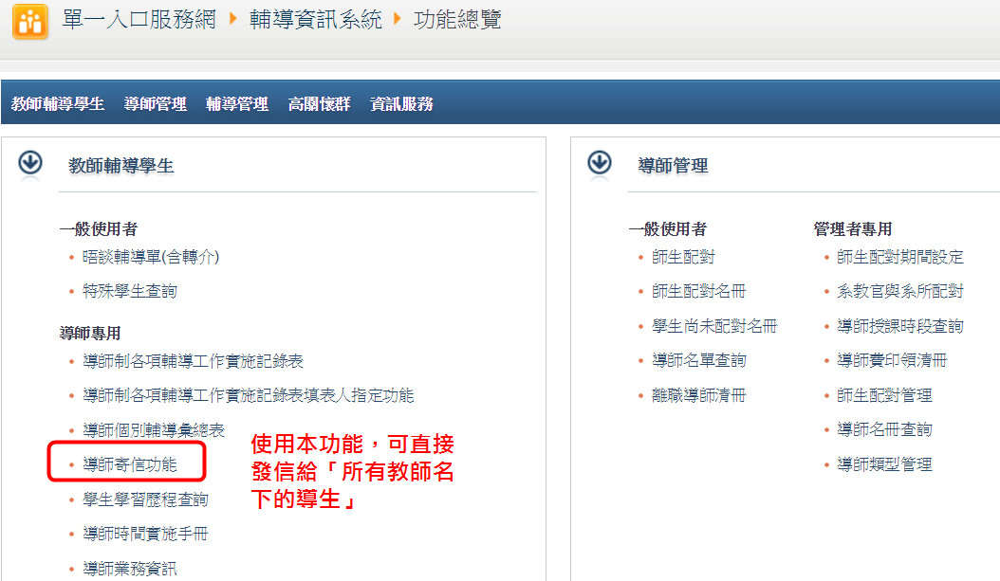 單一入口服務網 輔導資訊系統 功能總覽
教師輔導學生 導師管理 輔導管理 高關懷群 資訊服務
教師輔導學生
一般使用者
晤談輔導單(含轉介)
特殊學生查詢
導師專用
導師制各項輔導工作實施記錄表
導師制各項輔導工作實施記錄表填表人指定功能
導師個別輔導彙總表
導師寄信功能
學生學習歷程查詢
導師時間實施手冊
導師業務資訊
使用本功能，可直接
發信給「所有教師名
下的導生」
導師管理
一般使用者
師生配對
師生配對名冊
學生尚未配對名冊
導師名單查詢
離職導師清冊
管理者專用
師生配對期間設定
系教官與系所配對
導師授課時段查詢
導師費印領清冊
師生配對管理
導師名冊查詢
導師類型管理